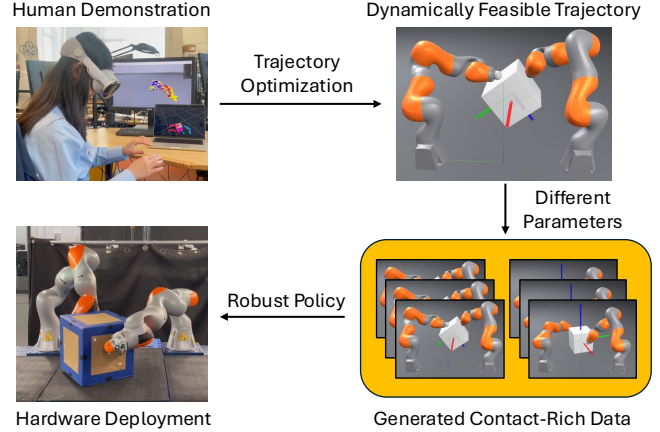 Human Demonstration
Dynamically Feasible Trajectory
Trajectory
Optimization
Different
Parameters
Robust Policy
Hardware Deployment
Generated Contact-Rich Data